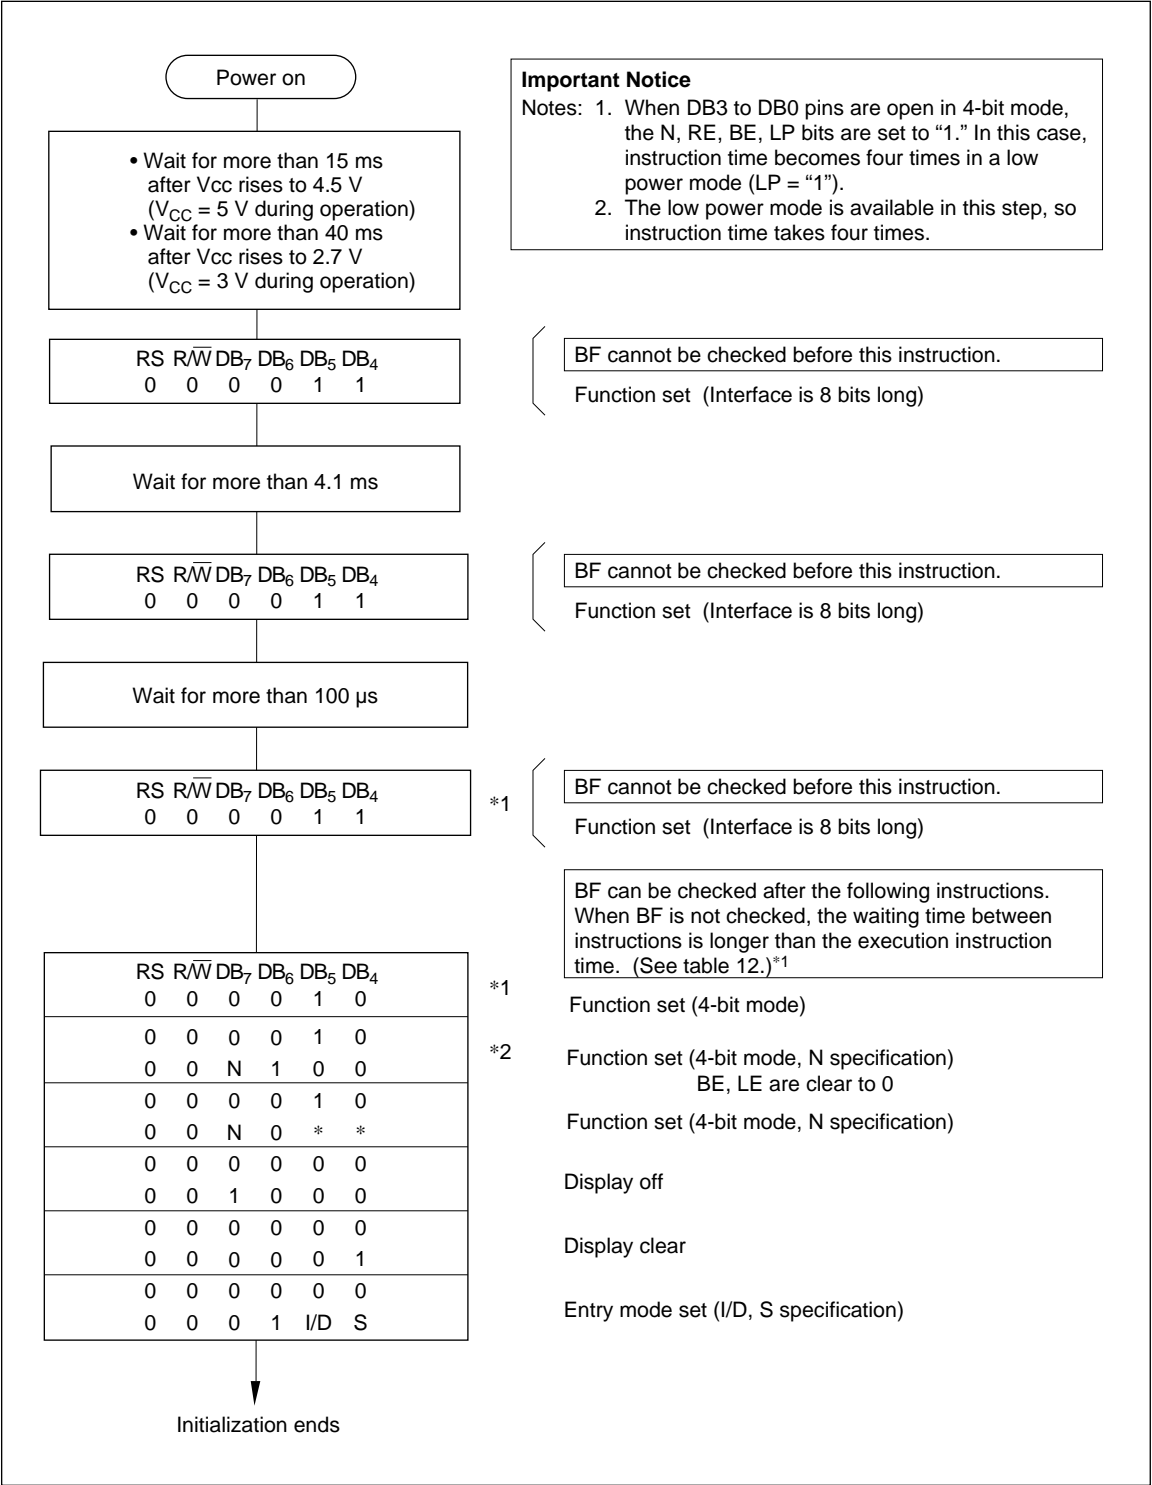 Power on
Important Notice
Notes: 1. When DB3 to DB0 pins are open in 4-bit mode,
the N, RE, BE, LP bits are set to “1.” In this case,
instruction time becomes four times in a low
power mode (LP = “1”).
2. The low power mode is available in this step, so
instruction time takes four times.
• Wait for more than 15 ms
after Vcc rises to 4.5 V
(VCC = 5 V during operation)
• Wait for more than 40 ms
after Vcc rises to 2.7 V
(VCC = 3 V during operation)
RS R/W̅ DB7 DB6 DB5 DB4
0 0 0 0 1 1
BF cannot be checked before this instruction.
Function set (Interface is 8 bits long)
Wait for more than 4.1 ms
RS R/W̅ DB7 DB6 DB5 DB4
0 0 0 0 1 1
BF cannot be checked before this instruction.
Function set (Interface is 8 bits long)
Wait for more than 100 µs
RS R/W̅ DB7 DB6 DB5 DB4
0 0 0 0 1 1
*1
BF cannot be checked before this instruction.
Function set (Interface is 8 bits long)
BF can be checked after the following instructions.
When BF is not checked, the waiting time between
instructions is longer than the execution instruction
time. (See table 12.)*1
RS R/W̅ DB7 DB6 DB5 DB4
0 0 0 0 1 0
*1
Function set (4-bit mode)
0 0 0 0 1 0
0 0 N 1 0 0
*2
Function set (4-bit mode, N specification)
BE, LE are clear to 0
0 0 0 0 1 0
0 0 N 0 * *
Function set (4-bit mode, N specification)
0 0 0 0 0 0
0 0 1 0 0 0
Display off
0 0 0 0 0 0
0 0 0 0 0 1
Display clear
0 0 0 0 0 0
0 0 0 1 I/D S
Entry mode set (I/D, S specification)
Initialization ends